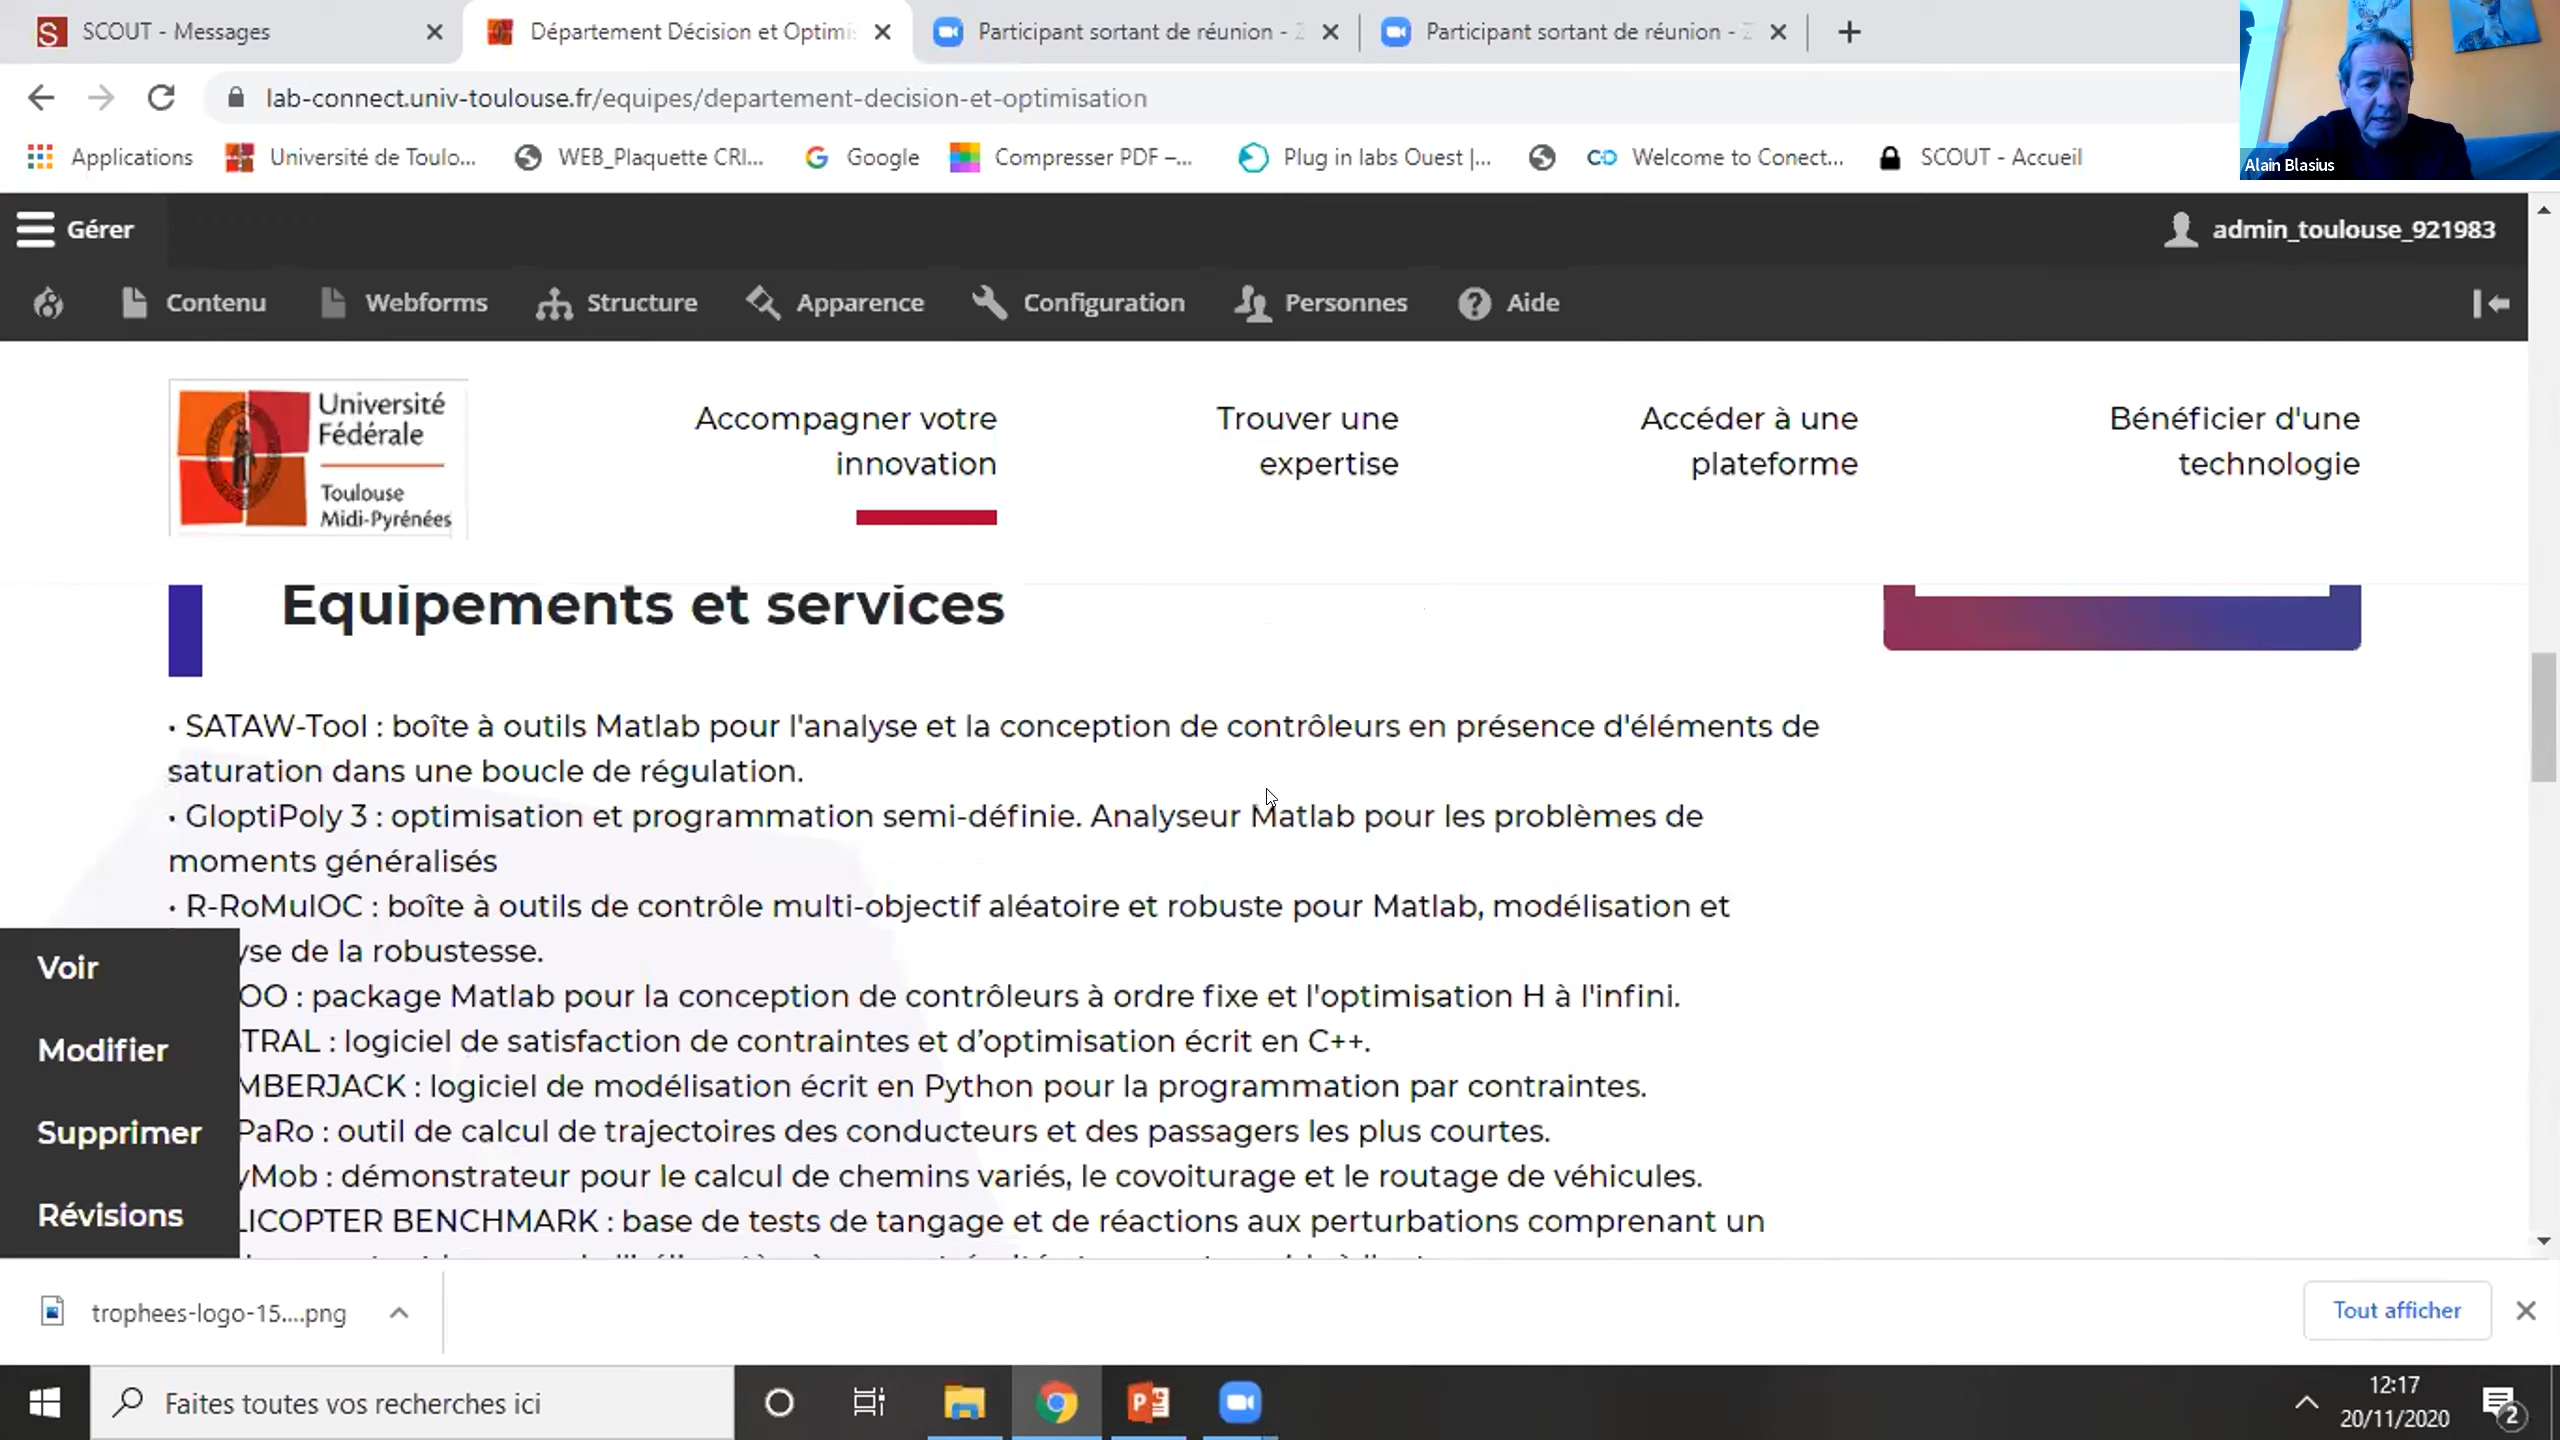 SCOUT - Messages
Département Décision et Optimis
Participant sortant de réunion - Z
Participant sortant de réunion - Z
lab-connect.univ-toulouse.fr/equipes/departement-decision-et-optimisation
Applications
Université de Toulo...
WEB_Plaquette CRI...
Google
Compresser PDF –...
Plug in labs Ouest |...
Welcome to Conect...
SCOUT - Accueil
Alain Blasius
Gérer
admin_toulouse_921983
Contenu
Webforms
Structure
Apparence
Configuration
Personnes
Aide
Université
Fédérale
Toulouse
Midi-Pyrénées
Accompagner votre
innovation
Trouver une
expertise
Accéder à une
plateforme
Bénéficier d'une
technologie
Equipements et services
• SATAW-Tool : boîte à outils Matlab pour l'analyse et la conception de contrôleurs en présence d'éléments de
saturation dans une boucle de régulation.
• GloptiPoly 3 : optimisation et programmation semi-définie. Analyseur Matlab pour les problèmes de
moments généralisés
• R-RoMulOC : boîte à outils de contrôle multi-objectif aléatoire et robuste pour Matlab, modélisation et
yse de la robustesse.
OO : package Matlab pour la conception de contrôleurs à ordre fixe et l'optimisation H à l'infini.
TRAL : logiciel de satisfaction de contraintes et d’optimisation écrit en C++.
MBERJACK : logiciel de modélisation écrit en Python pour la programmation par contraintes.
PaRo : outil de calcul de trajectoires des conducteurs et des passagers les plus courtes.
yMob : démonstrateur pour le calcul de chemins variés, le covoiturage et le routage de véhicules.
LICOPTER BENCHMARK : base de tests de tangage et de réactions aux perturbations comprenant un
Voir
Modifier
Supprimer
Révisions
trophees-logo-15....png
Tout afficher
Faites toutes vos recherches ici
12:17
20/11/2020
2